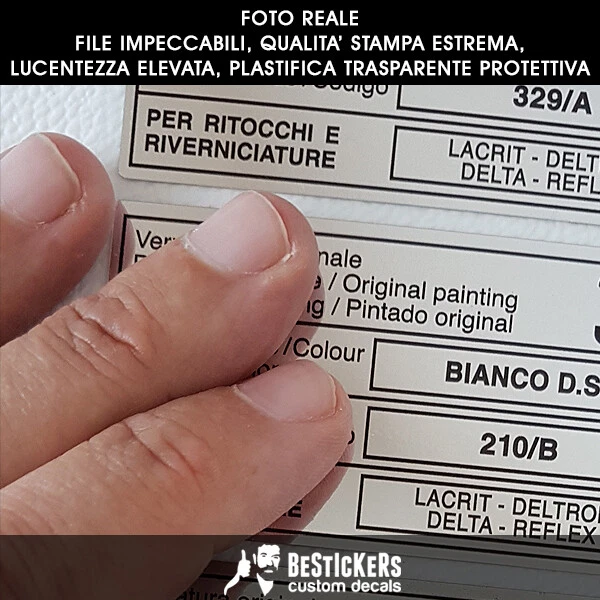 FOTO REALE
FILE IMPECCABILI, QUALITA' STAMPA ESTREMA,
LUCENTEZZA ELEVATA, PLASTIFICA TRASPARENTE PROTETTIVA
329/A
PER RITOCCHI E
RIVERNICIATURE
LACRIT - DELT
DELTA - REFL
Ver
nale
/ Original painting
/ Pintado original
/Colour
BIANCO D.S
210/B
LACRIT - DELTRO
DELTA - REFLEX
BESTICKERS
custom decals